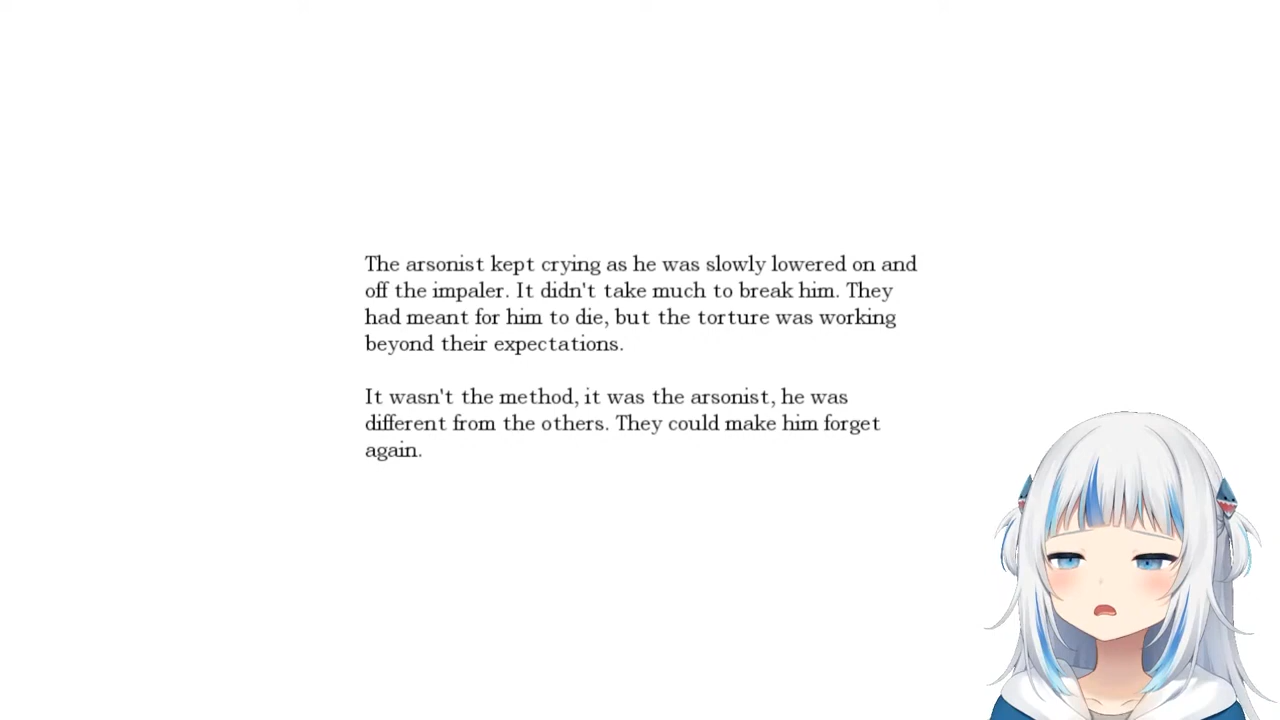 The arsonist kept crying as he was slowly lowered on and
off the impaler. It didn't take much to break him. They
had meant for him to die, but the torture was working
beyond their expectations.
It wasn't the method, it was the arsonist, he was
different from the others. They could make him forget
again.